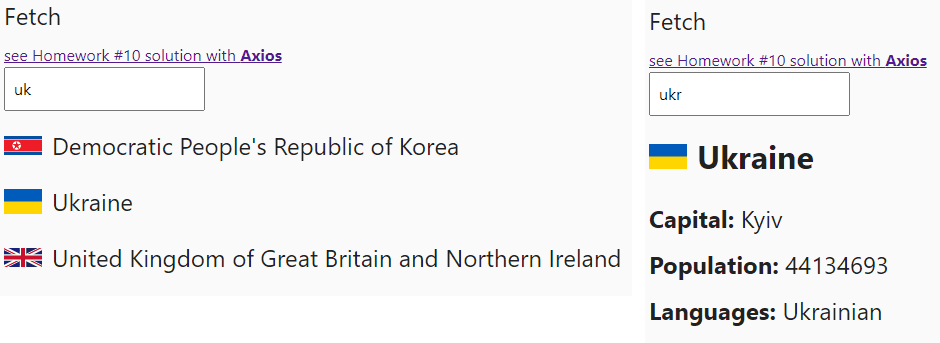 Fetch
see Homework #10 solution with Axios
uk
Democratic People's Republic of Korea
Ukraine
United Kingdom of Great Britain and Northern Ireland
Fetch
see Homework #10 solution with Axios
ukr
Ukraine
Capital: Kyiv
Population: 44134693
Languages: Ukrainian